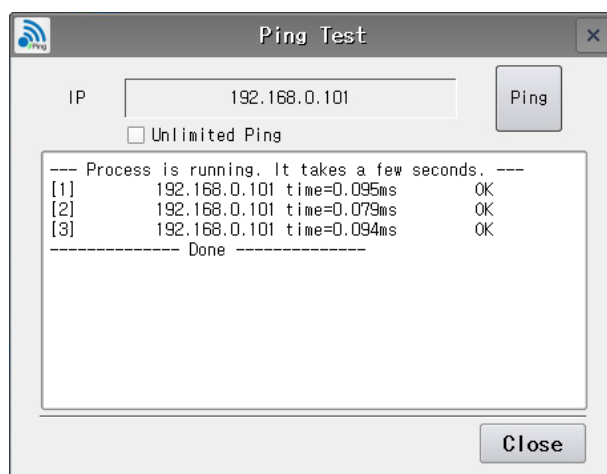 Ping
Ping Test
IP 192.168.0.101 Ping
Unlimited Ping
--- Process is running. It takes a few seconds. ---
[1] 192.168.0.101 time=0.095ms OK
[2] 192.168.0.101 time=0.079ms OK
[3] 192.168.0.101 time=0.094ms OK
-------------- Done --------------
Close